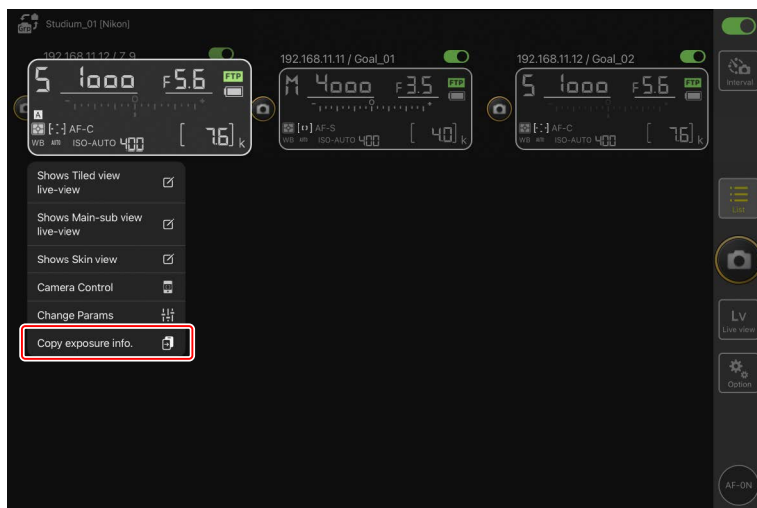 Studium_01 [Nikon]
GFD
192.168.11.12 / Z 9
192.168.11.11 / Goal_01
192.168.11.12 / Goal_02
S 1000 F5.6 FTP
A
[ ] AF-C
WB AUTO ISO-AUTO 400 [ 7.6] k
M 4000 F3.5 FTP
AF-S
WB AUTO ISO-AUTO 400 [ 4.0] k
S 1000 F5.6 FTP
AF-C
WB AUTO ISO-AUTO 400 [ 7.6] k
Shows Tiled view
live-view
Shows Main-sub view
live-view
Shows Skin view
Camera Control
Change Params
Copy exposure info.
Interval
List
Lv
Live view
Option
AF-ON